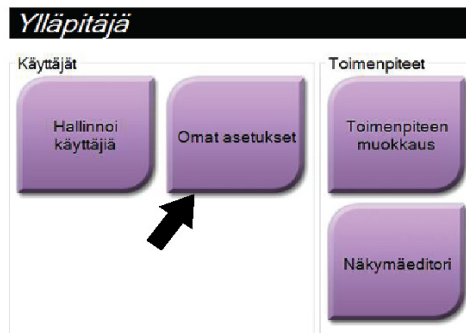 Ylläpitäjä
Käyttäjät
Hallinnoi
käyttäjiä
Omat asetukset
Toimenpiteet
Toimenpiteen
muokkaus
Näkymäeditori